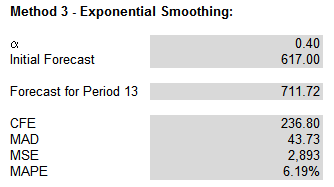 Method 3 - Exponential Smoothing:
α 0.40
Initial Forecast 617.00
Forecast for Period 13 711.72
CFE 236.80
MAD 43.73
MSE 2,893
MAPE 6.19%